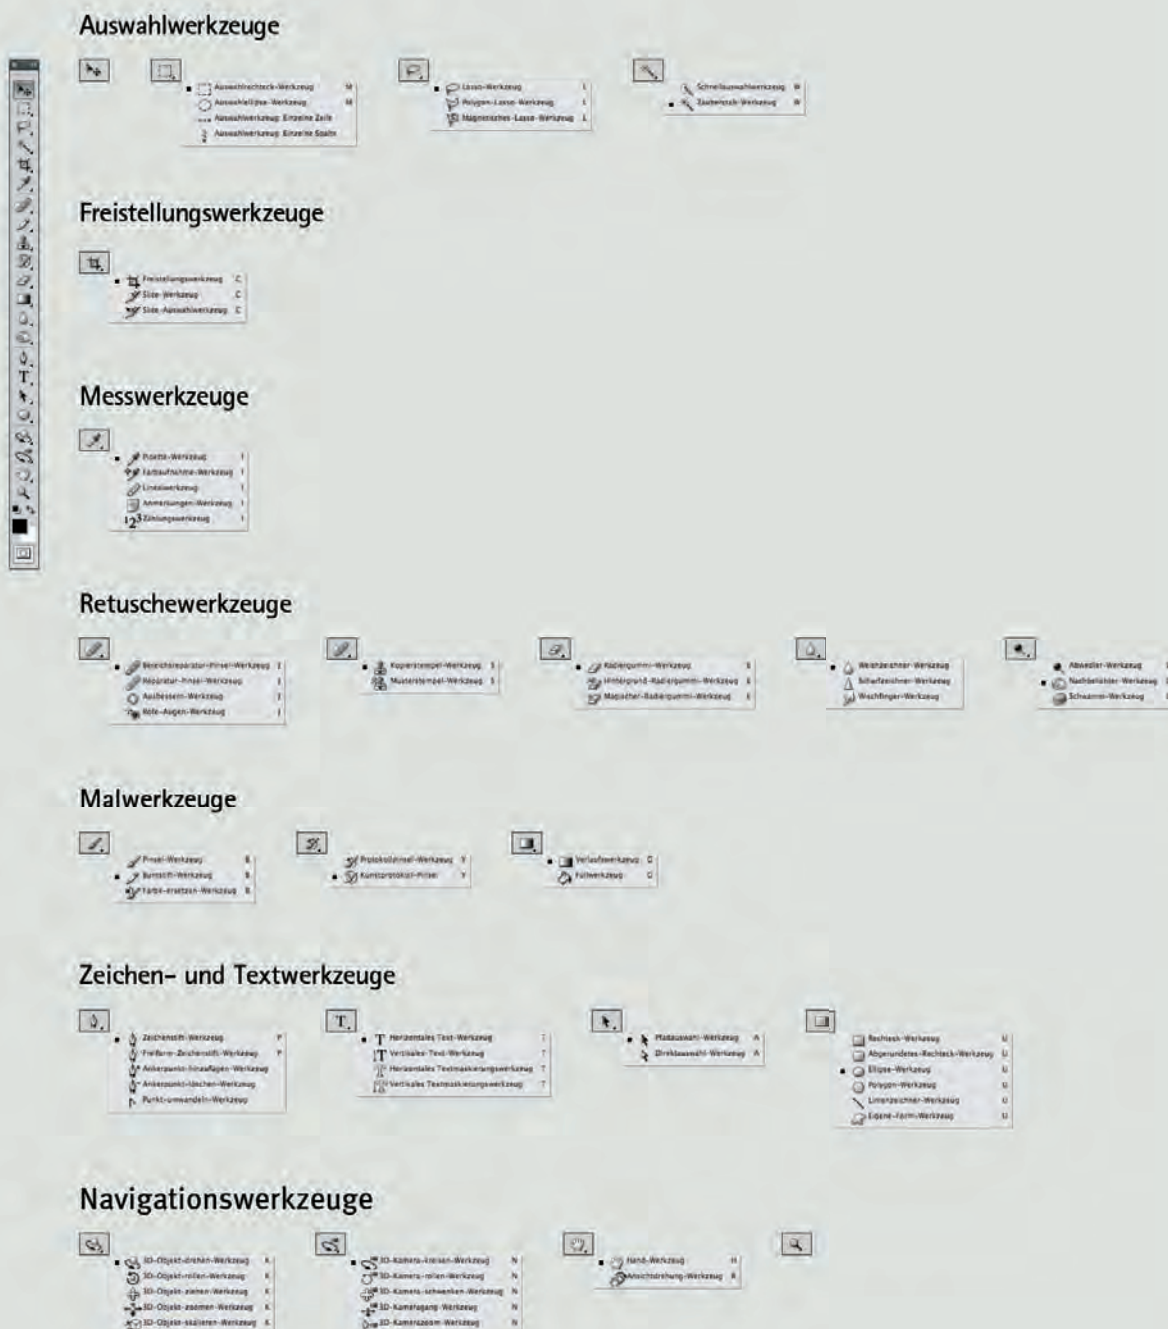 Auswahlwerkzeuge
Auswahlrechteck-Werkzeug M
Auswahlellipse-Werkzeug M
Auswahlwerkzeug: Einzelne Zeile
Auswahlwerkzeug: Einzelne Spalte
Lasso-Werkzeug L
Polygon-Lasso-Werkzeug L
Magnetisches-Lasso-Werkzeug L
Schnellauswahlwerkzeug W
Zauberstab-Werkzeug W
Freistellungswerkzeuge
Freistellungswerkzeug C
Slice-Werkzeug C
Slice-Auswahlwerkzeug C
Messwerkzeuge
Pipette-Werkzeug I
Farbaufnahme-Werkzeug I
Linealwerkzeug I
Anmerkungen-Werkzeug I
123 Zählungswerkzeug I
Retuschewerkzeuge
Bereichsreparatur-Pinsel-Werkzeug J
Reparatur-Pinsel-Werkzeug J
Ausbessern-Werkzeug J
Rote-Augen-Werkzeug J
Kopierstempel-Werkzeug S
Musterstempel-Werkzeug S
Radiergummi-Werkzeug E
Hintergrund-Radiergummi-Werkzeug E
Magischer-Radiergummi-Werkzeug E
Weichzeichner-Werkzeug
Scharfzeichner-Werkzeug
Wischfinger-Werkzeug
Abwedler-Werkzeug
Nachbelichter-Werkzeug
Schwamm-Werkzeug
Malwerkzeuge
Pinsel-Werkzeug B
Buntstift-Werkzeug B
Farbe-ersetzen-Werkzeug B
Protokollpinsel-Werkzeug Y
Kunstprotokoll-Pinsel Y
Verlaufswerkzeug G
Füllwerkzeug G
Zeichen- und Textwerkzeuge
Zeichenstift-Werkzeug P
Freiform-Zeichenstift-Werkzeug P
Ankerpunkt-hinzufügen-Werkzeug
Ankerpunkt-löschen-Werkzeug
Punkt-umwandeln-Werkzeug
T Horizontales Text-Werkzeug T
T Vertikales-Text-Werkzeug T
Horizontales Textmaskierungswerkzeug T
Vertikales Textmaskierungswerkzeug T
Pfadauswahl-Werkzeug A
Direktauswahl-Werkzeug A
Rechteck-Werkzeug U
Abgerundetes-Rechteck-Werkzeug U
Ellipse-Werkzeug U
Polygon-Werkzeug U
Linienzeichner-Werkzeug U
Eigene-Form-Werkzeug U
Navigationswerkzeuge
3D-Objekt-drehen-Werkzeug K
3D-Objekt-rollen-Werkzeug K
3D-Objekt-ziehen-Werkzeug K
3D-Objekt-zoomen-Werkzeug K
3D-Objekt-skalieren-Werkzeug K
3D-Kamera-kreisen-Werkzeug N
3D-Kamera-rollen-Werkzeug N
3D-Kamera-schwenken-Werkzeug N
3D-Kameragang-Werkzeug N
3D-Kamerazoom-Werkzeug N
Hand-Werkzeug H
Ansichtdrehung-Werkzeug R